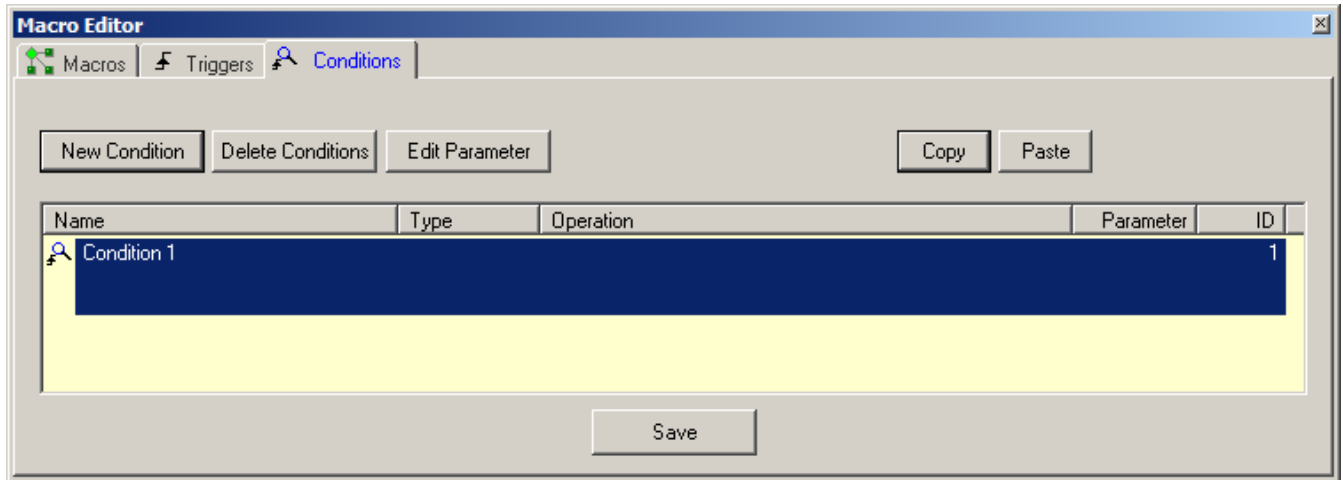 Macro Editor
Macros Triggers Conditions
New Condition Delete Conditions Edit Parameter Copy Paste
Name Type Operation Parameter ID
Condition 1 1
Save